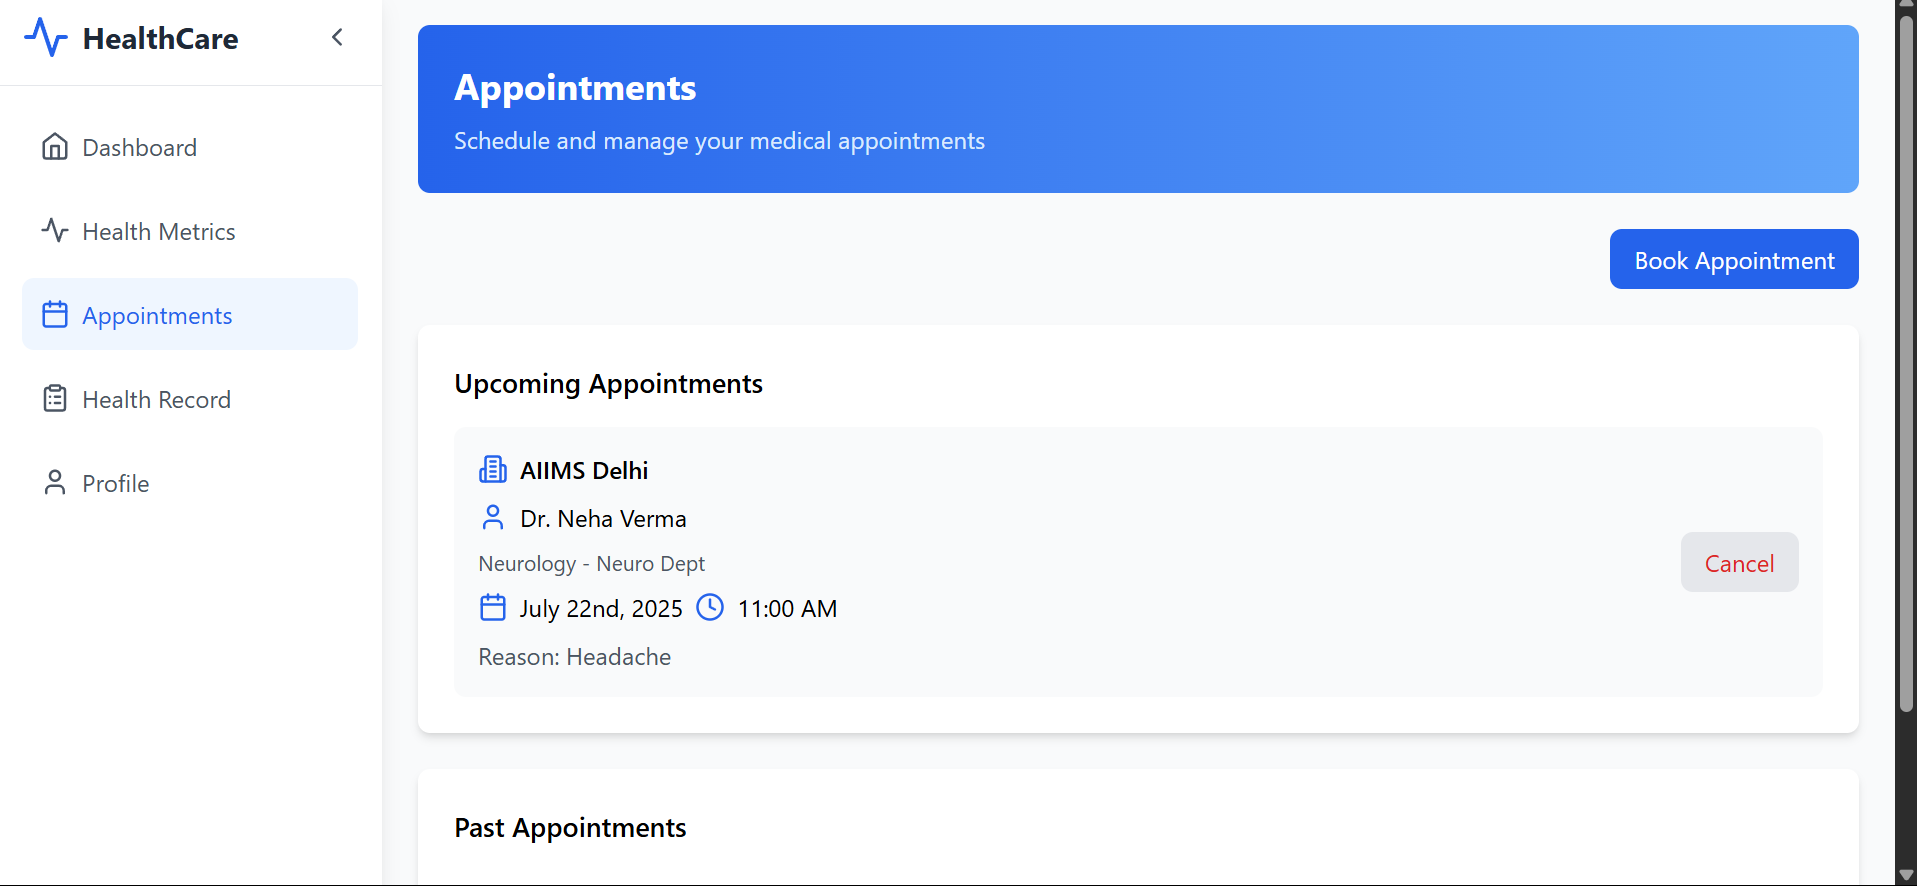 HealthCare
Dashboard
Health Metrics
Appointments
Health Record
Profile
Appointments
Schedule and manage your medical appointments
Book Appointment
Upcoming Appointments
AIIMS Delhi
Dr. Neha Verma
Neurology - Neuro Dept
July 22nd, 2025 11:00 AM
Reason: Headache
Cancel
Past Appointments